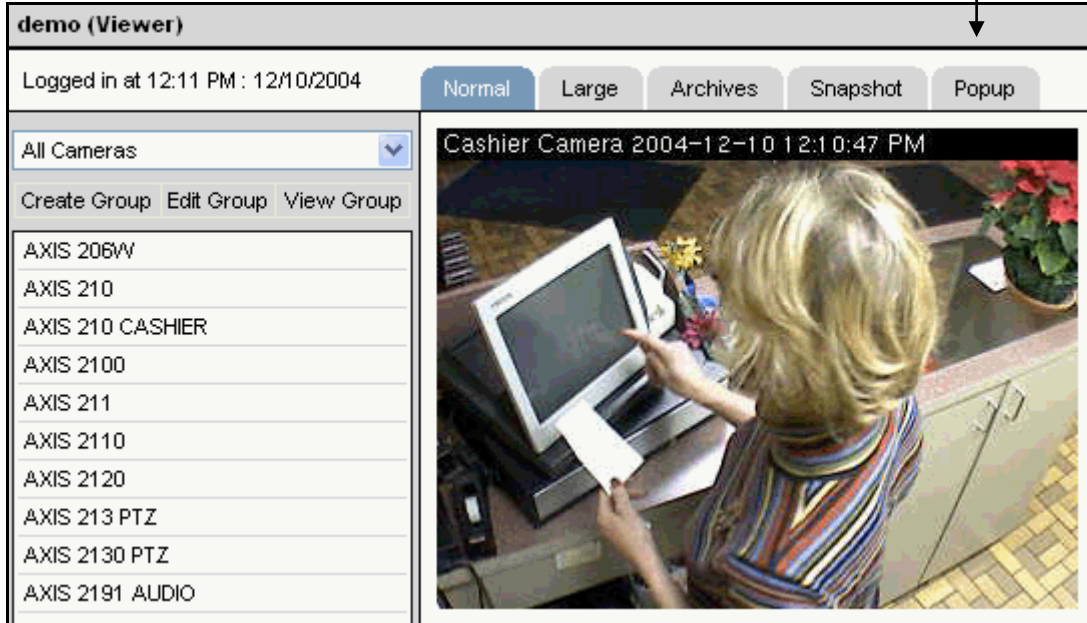 demo (Viewer)
Logged in at 12:11 PM : 12/10/2004
Normal
Large
Archives
Snapshot
Popup
All Cameras
Create Group
Edit Group
View Group
AXIS 206W
AXIS 210
AXIS 210 CASHIER
AXIS 2100
AXIS 211
AXIS 2110
AXIS 2120
AXIS 213 PTZ
AXIS 2130 PTZ
AXIS 2191 AUDIO
Cashier Camera 2004-12-10 12:10:47 PM